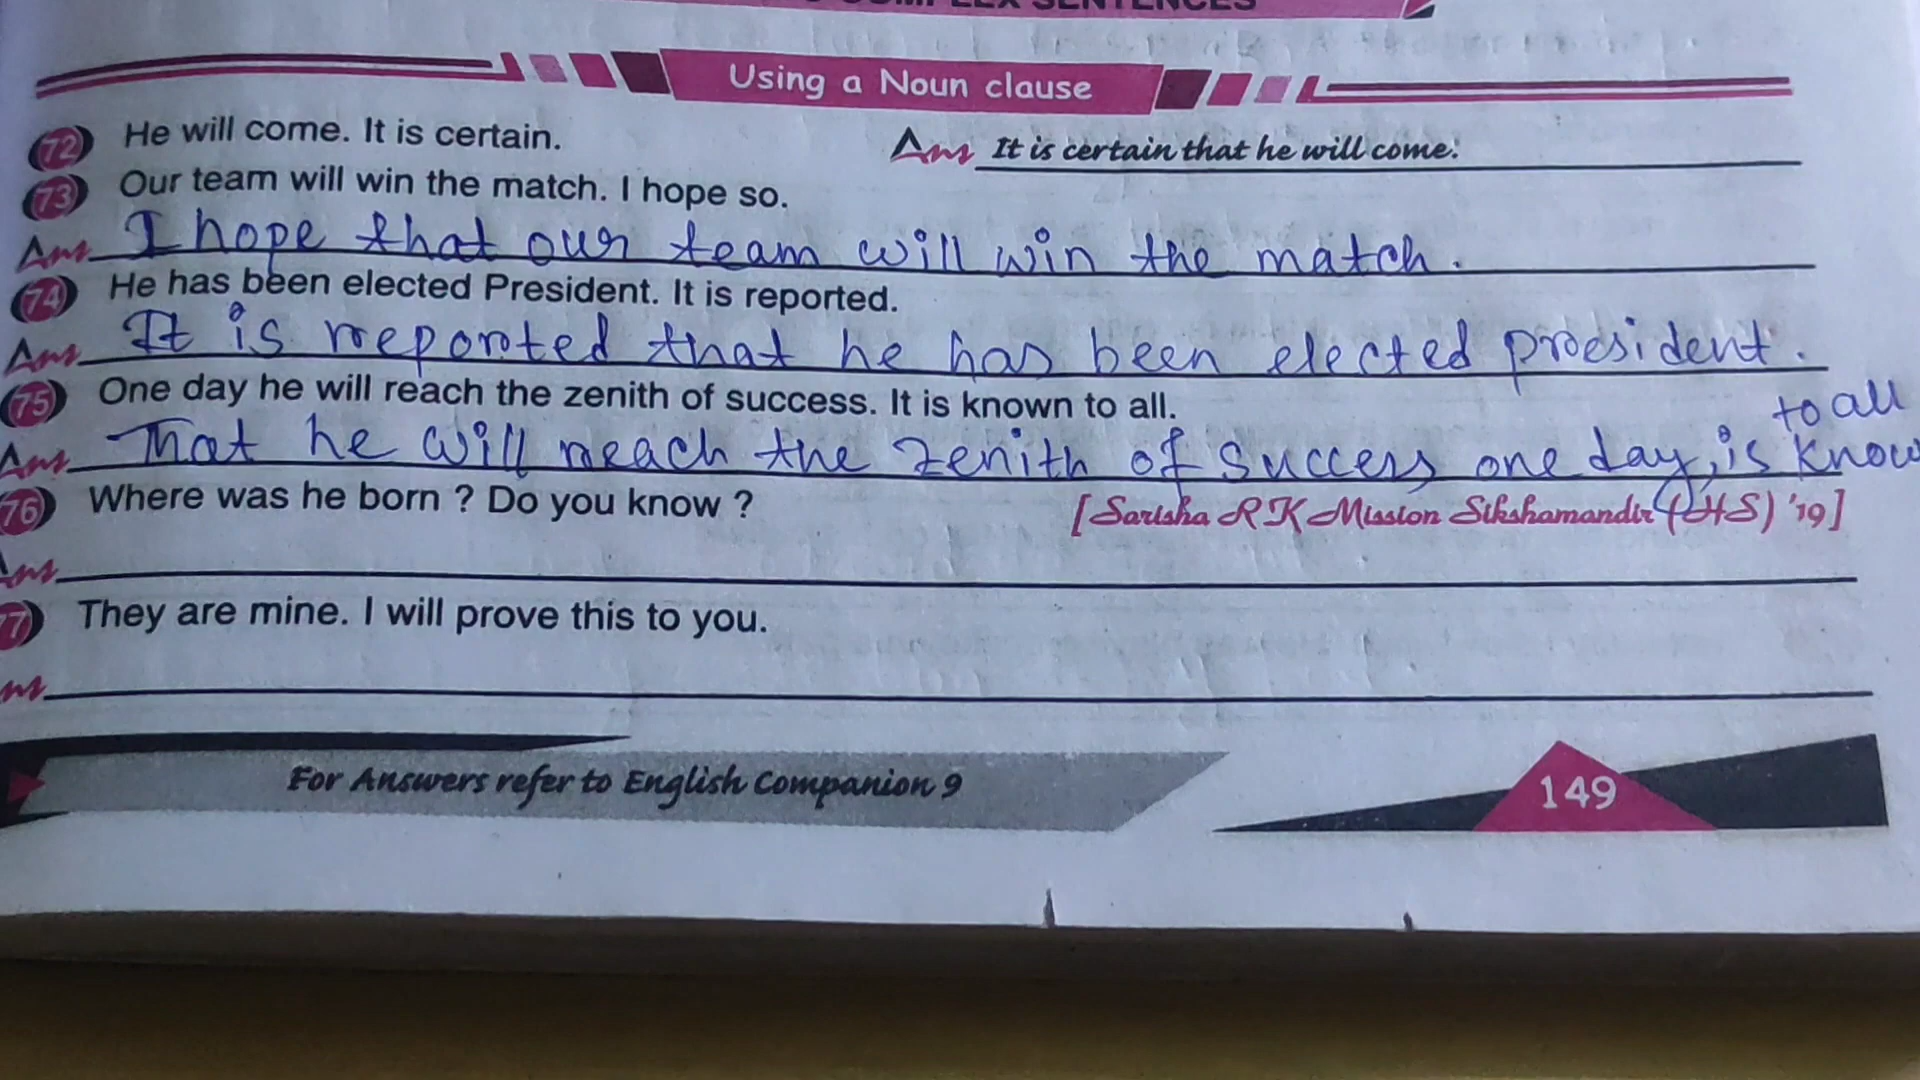 Using a Noun clause
72 He will come. It is certain. Ans It is certain that he will come.
73 Our team will win the match. I hope so.
Ans I hope that our team will win the match.
74 He has been elected President. It is reported.
Ans It is reported that he has been elected president.
75 One day he will reach the zenith of success. It is known to all.
to all
Ans That he will reach the zenith of success one day, is know
76 Where was he born ? Do you know ? [Sarisha RK Mission Sikshamandir (HS) '19]
Ans
7 They are mine. I will prove this to you.
ns
For Answers refer to English Companion 9
149